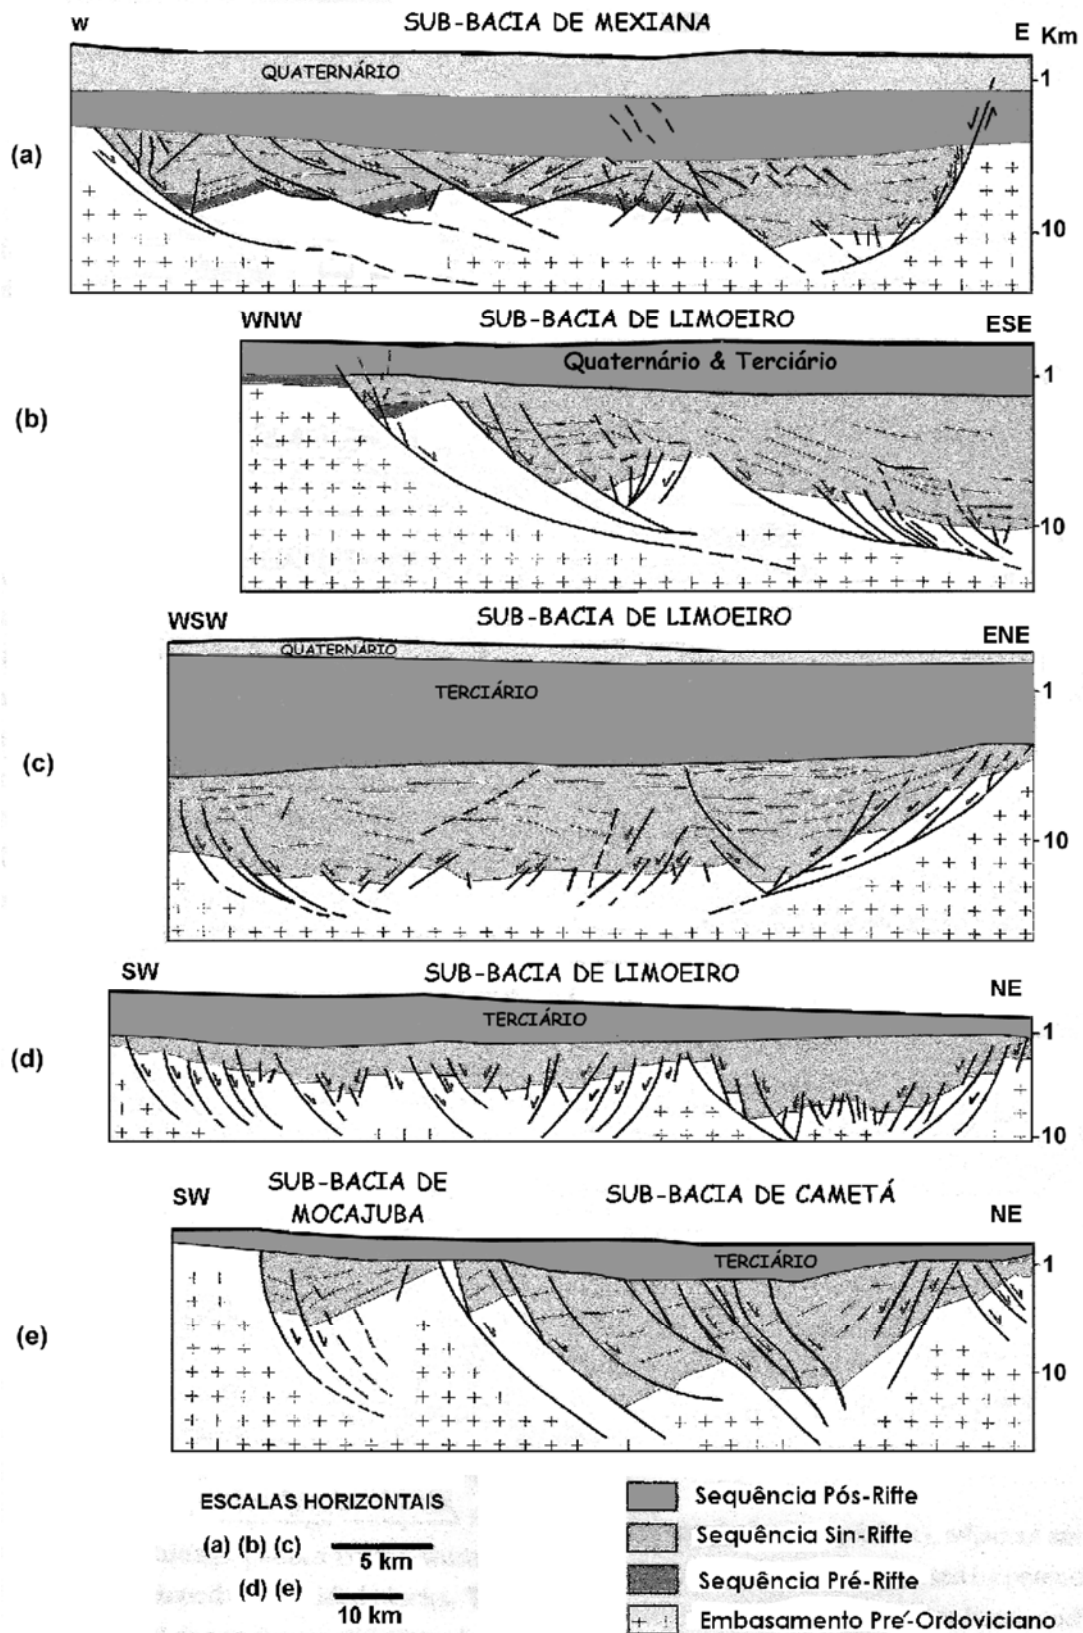 SUB-BACIA DE MEXIANA
W E Km
QUATERNÁRIO
1
(a)
10
SUB-BACIA DE LIMOEIRO
WNW ESE
Quaternário & Terciário
1
(b)
10
SUB-BACIA DE LIMOEIRO
WSW ENE
QUATERNÁRIO
TERCIÁRIO
1
(c)
10
SUB-BACIA DE LIMOEIRO
SW NE
TERCIÁRIO
1
(d)
10
SW SUB-BACIA DE MOCAJUBA
SUB-BACIA DE CAMETÁ
NE
TERCIÁRIO
1
(e)
10
ESCALAS HORIZONTAIS
(a) (b) (c)
5 km
(d) (e)
10 km
Sequência Pós-Rifte
Sequência Sin-Rifte
Sequência Pré-Rifte
Embasamento Pré-Ordoviciano